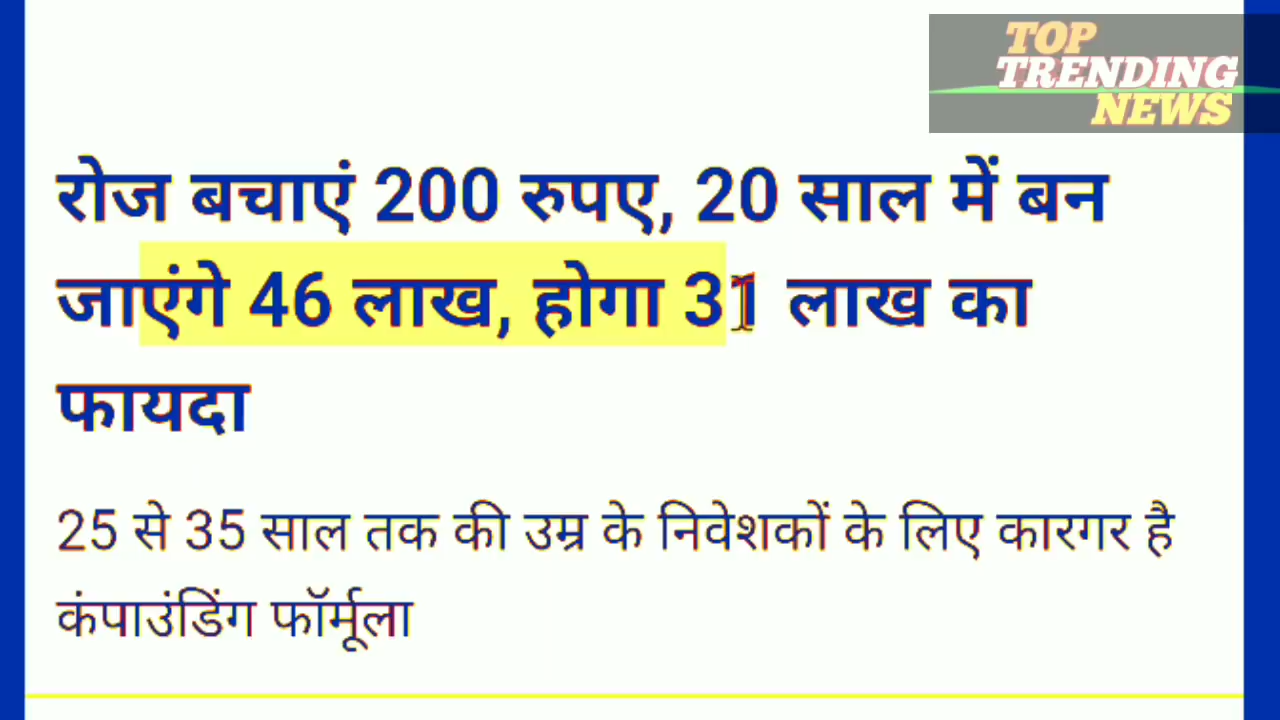 TOP
TRENDING
NEWS
रोज बचाएं 200 रुपए, 20 साल में बन
जाएंगे 46 लाख, होगा 31 लाख का
फायदा
25 से 35 साल तक की उम्र के निवेशकों के लिए कारगर है
कंपाउंडिंग फॉर्मूला